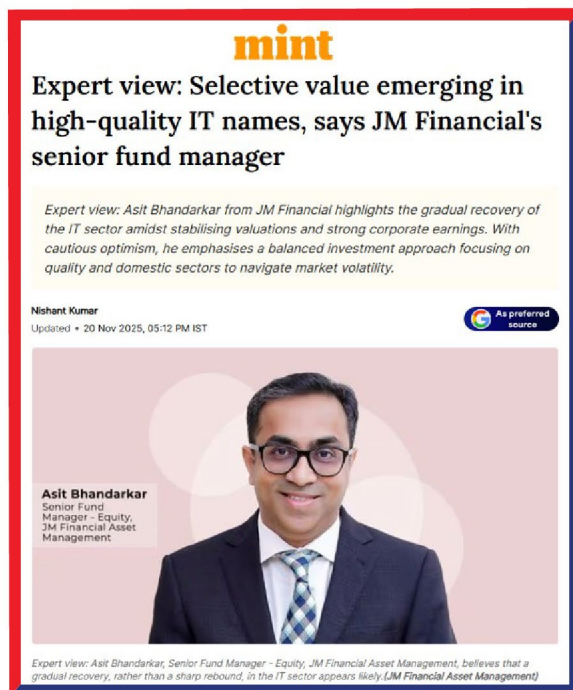 mint
Expert view: Selective value emerging in
high-quality IT names, says JM Financial's
senior fund manager
Expert view: Asit Bhandarkar from JM Financial highlights the gradual recovery of
the IT sector amidst stabilising valuations and strong corporate earnings. With
cautious optimism, he emphasises a balanced investment approach focusing on
quality and domestic sectors to navigate market volatility.
Nishant Kumar
Updated • 20 Nov 2025, 05:12 PM IST
G As preferred
source
Asit Bhandarkar
Senior Fund
Manager - Equity,
JM Financial Asset
Management
Expert view: Asit Bhandarkar, Senior Fund Manager - Equity, JM Financial Asset Management, believes that a
gradual recovery, rather than a sharp rebound, in the IT sector appears likely.(JM Financial Asset Management)